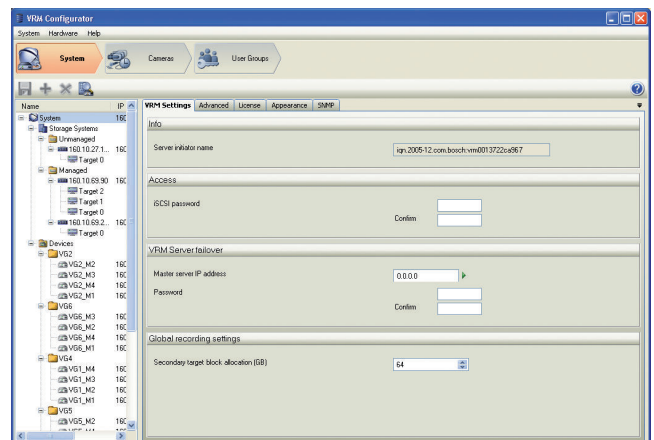 VRM Configurator
System Hardware Help
System Cameras User Groups
Name IP
System 160
Storage Systems
Unmanaged
160.10.27.1... 160
Target 0
Managed
160.10.69.90 160
Target 2
Target 1
Target 0
160.10.69.2... 160
Target 0
Devices
VG2
VG2_M2 160
VG2_M3 160
VG2_M4 160
VG2_M1 160
VG6
VG6_M3 160
VG6_M2 160
VG6_M4 160
VG6_M1 160
VG4
VG1_M4 160
VG1_M3 160
VG1_M2 160
VG1_M1 160
VG5
VG5_M2 160
VRM Settings Advanced License Appearance SNMP
Info
Server initiator name iqn.2005-12.com.bosch:vrm0013722ca967
Access
iSCSI password
Confirm
VRM Server failover
Master server IP address 0.0.0.0
Password
Confirm
Global recording settings
Secondary target block allocation (GB) 64